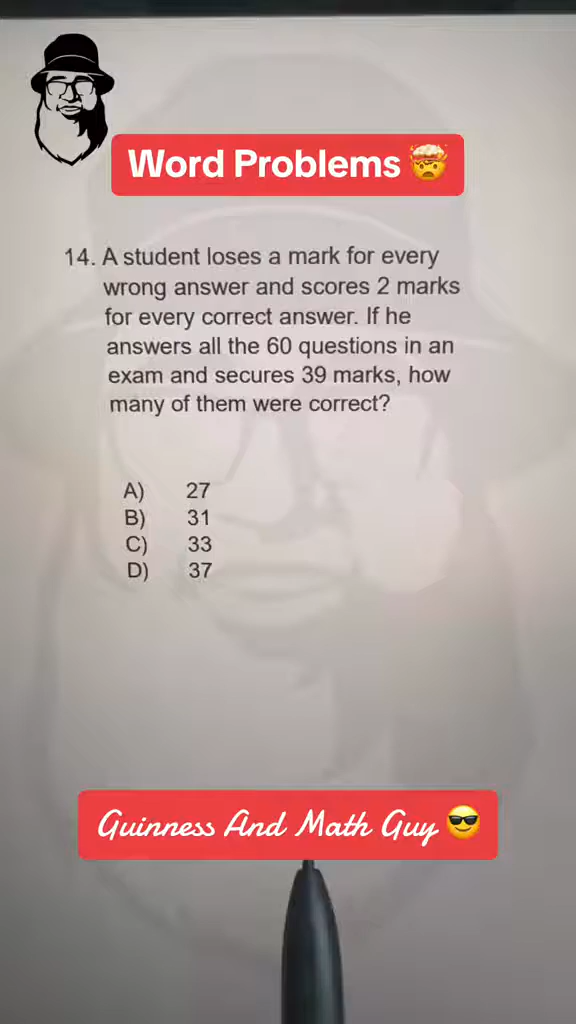 Word Problems 🤯
14. A student loses a mark for every
wrong answer and scores 2 marks
for every correct answer. If he
answers all the 60 questions in an
exam and secures 39 marks, how
many of them were correct?
A) 27
B) 31
C) 33
D) 37
Guinness And Math Guy 😎